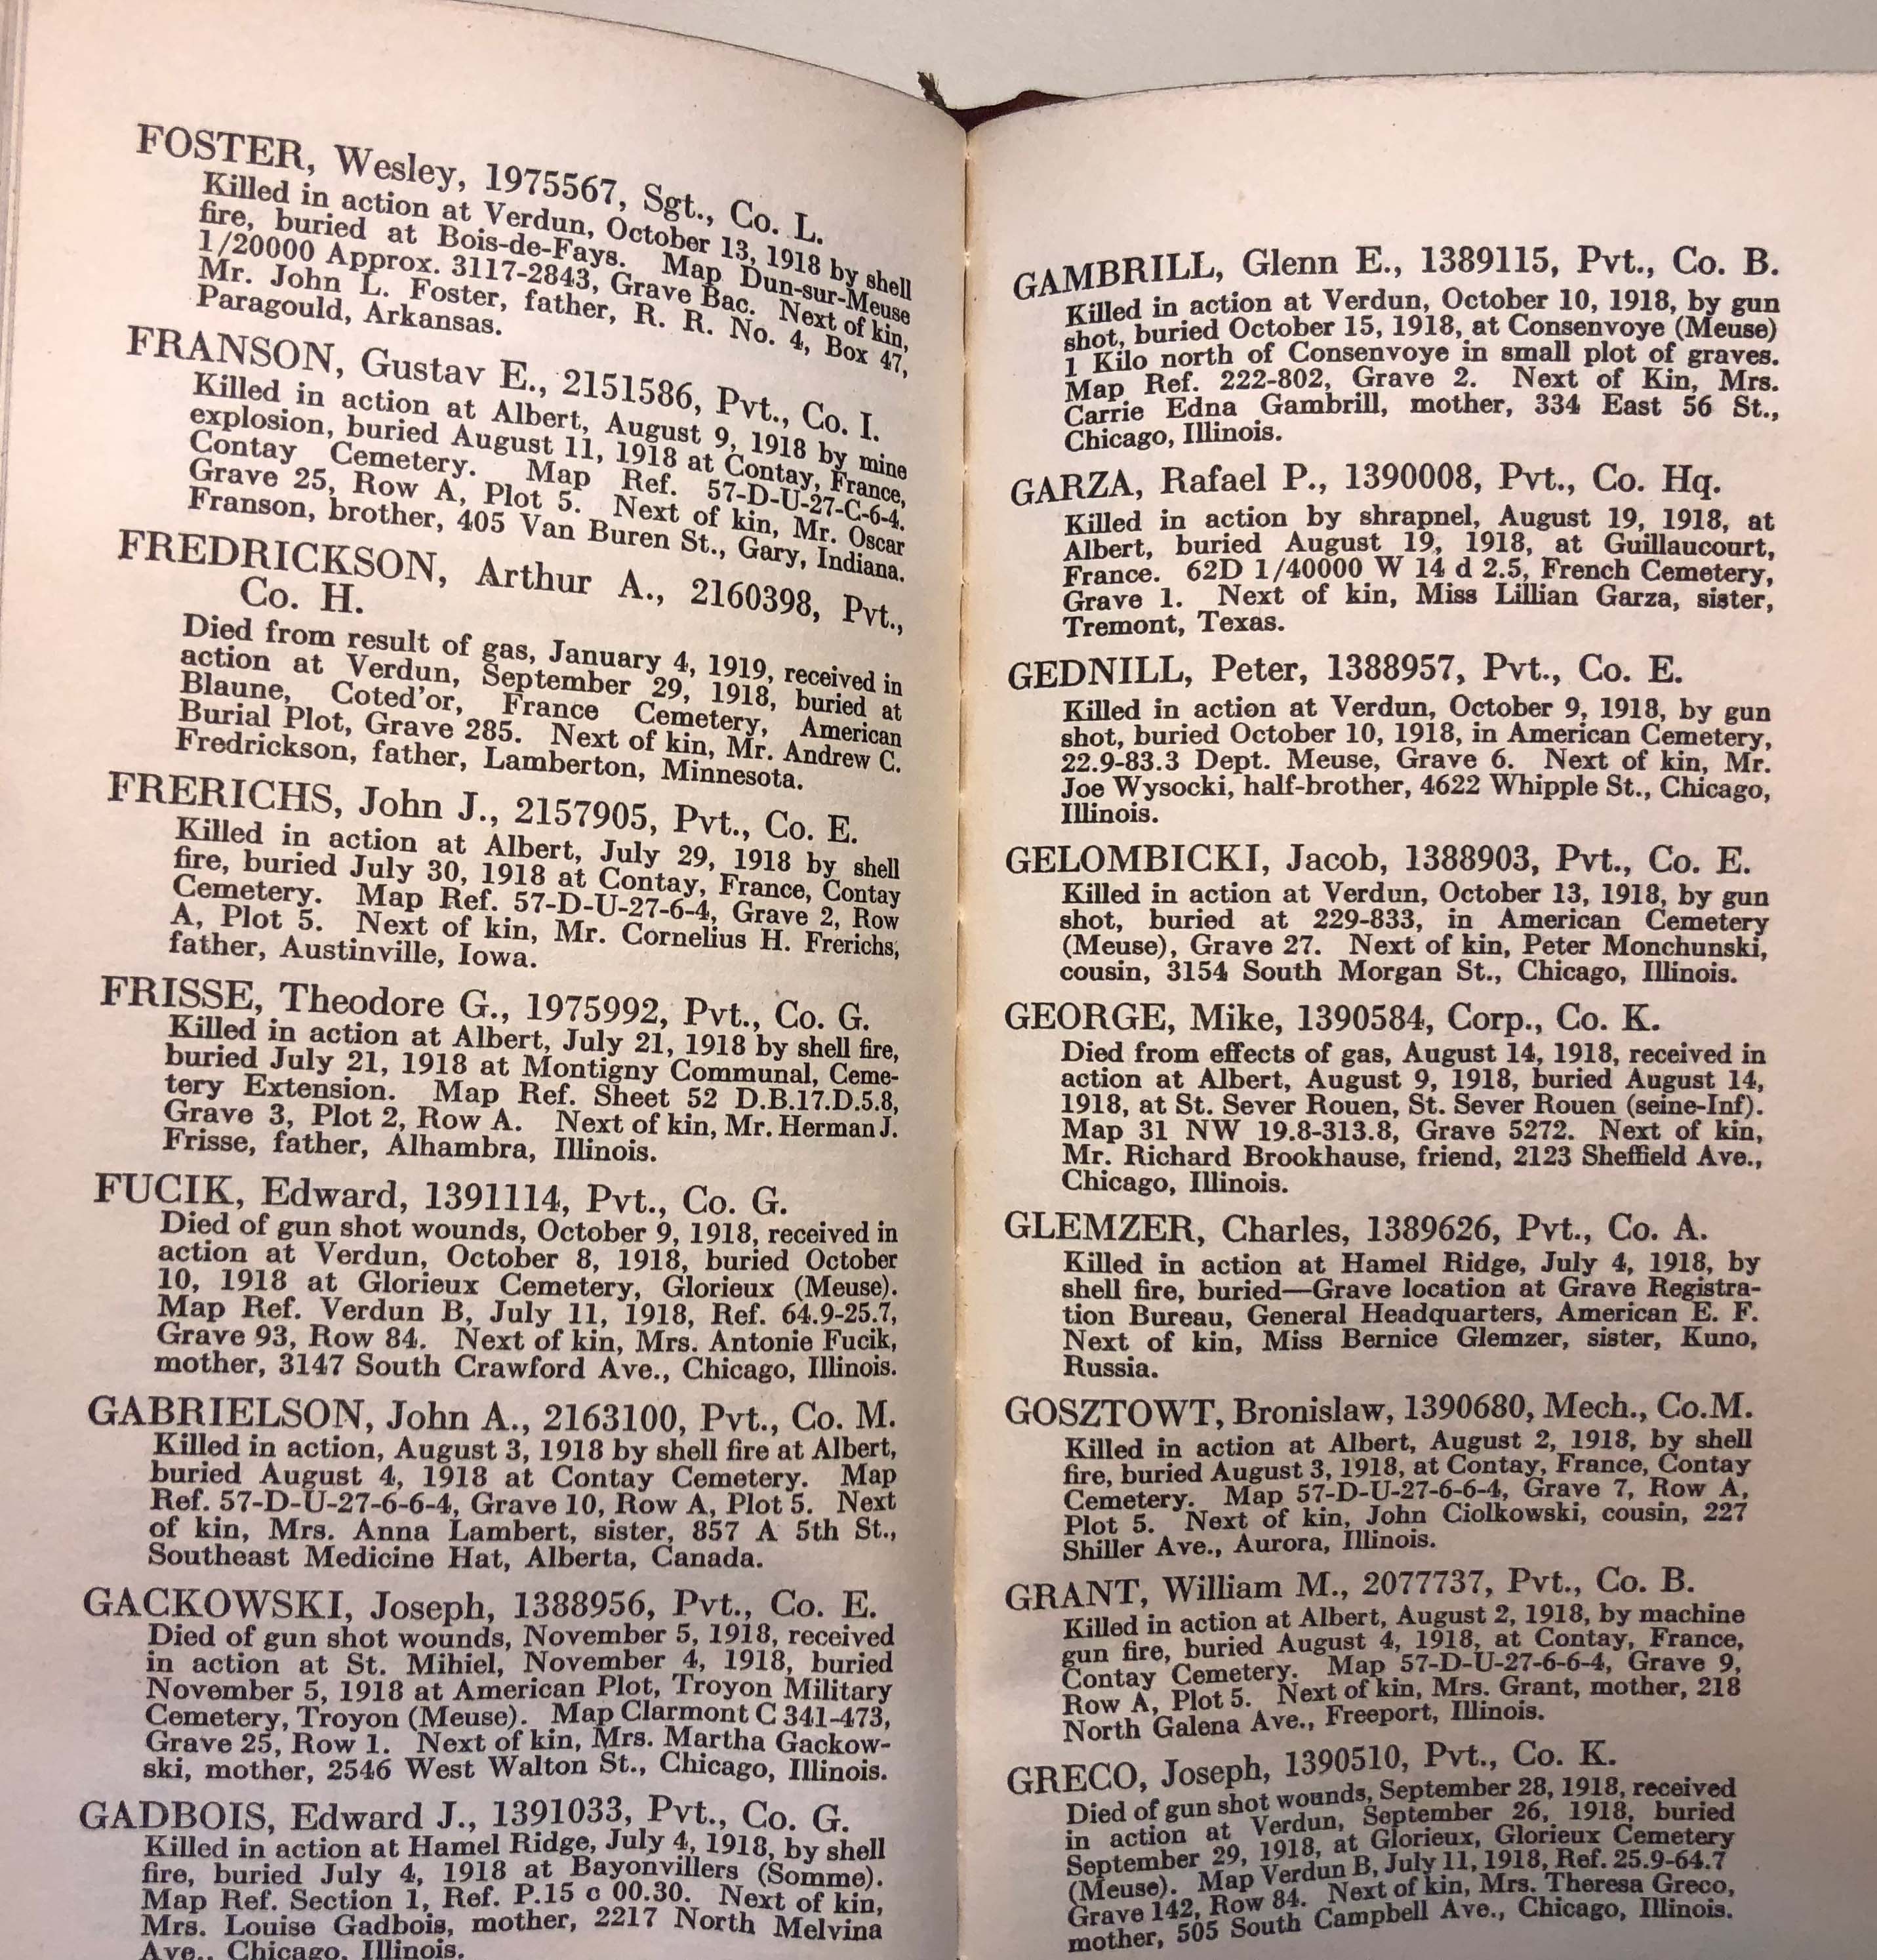 FOSTER, Wesley, 1975567, Sgt., Co. L.
Killed in action at Verdun, October 13, 1918 by shell
fire, buried at Bois-de-Fays. Map Dun-sur-Meuse
1/20000 Approx. 3117-2843, Grave Bac. Next of kin,
Mr. John L. Foster, father, R. R. No. 4, Box 47,
Paragould, Arkansas.
FRANSON, Gustav E., 2151586, Pvt., Co. I.
Killed in action at Albert, August 9, 1918 by mine
explosion, buried August 11, 1918 at Contay, France,
Contay Cemetery. Map Ref. 57-D-U-27-C-6-4.
Grave 25, Row A, Plot 5. Next of kin, Mr. Oscar
Franson, brother, 405 Van Buren St., Gary, Indiana.
FREDRICKSON, Arthur A., 2160398, Pvt.,
Co. H.
Died from result of gas, January 4, 1919, received in
action at Verdun, September 29, 1918, buried at
Blaune, Coted'or, France Cemetery, American
Burial Plot, Grave 285. Next of kin, Mr. Andrew C.
Fredrickson, father, Lamberton, Minnesota.
FRERICHS, John J., 2157905, Pvt., Co. E.
Killed in action at Albert, July 29, 1918 by shell
fire, buried July 30, 1918 at Contay, France, Contay
Cemetery. Map Ref. 57-D-U-27-6-4, Grave 2, Row
A, Plot 5. Next of kin, Mr. Cornelius H. Frerichs,
father, Austinville, Iowa.
FRISSE, Theodore G., 1975992, Pvt., Co. G.
Killed in action at Albert, July 21, 1918 by shell fire,
buried July 21, 1918 at Montigny Communal, Ceme-
tery Extension. Map Ref. Sheet 52 D.B.17.D.5.8,
Grave 3, Plot 2, Row A. Next of kin, Mr. Herman J.
Frisse, father, Alhambra, Illinois.
FUCIK, Edward, 1391114, Pvt., Co. G.
Died of gun shot wounds, October 9, 1918, received in
action at Verdun, October 8, 1918, buried October
10, 1918 at Glorieux Cemetery, Glorieux (Meuse).
Map Ref. Verdun B, July 11, 1918, Ref. 64.9-25.7,
Grave 93, Row 84. Next of kin, Mrs. Antonie Fucik,
mother, 3147 South Crawford Ave., Chicago, Illinois.
GABRIELSON, John A., 2163100, Pvt., Co. M.
Killed in action, August 3, 1918 by shell fire at Albert,
buried August 4, 1918 at Contay Cemetery. Map
Ref. 57-D-U-27-6-6-4, Grave 10, Row A, Plot 5. Next
of kin, Mrs. Anna Lambert, sister, 857 A 5th St.,
Southeast Medicine Hat, Alberta, Canada.
GACKOWSKI, Joseph, 1388956, Pvt., Co. E.
Died of gun shot wounds, November 5, 1918, received
in action at St. Mihiel, November 4, 1918, buried
November 5, 1918 at American Plot, Troyon Military
Cemetery, Troyon (Meuse). Map Clarmont C 341-473,
Grave 25, Row 1. Next of kin, Mrs. Martha Gackow-
ski, mother, 2546 West Walton St., Chicago, Illinois.
GADBOIS, Edward J., 1391033, Pvt., Co. G.
Killed in action at Hamel Ridge, July 4, 1918, by shell
fire, buried July 4, 1918 at Bayonvillers (Somme).
Map Ref. Section 1, Ref. P.15 c 00.30. Next of kin,
Mrs. Louise Gadbois, mother, 2217 North Melvina
Ave., Chicago, Illinois.
GAMBRILL, Glenn E., 1389115, Pvt., Co. B.
Killed in action at Verdun, October 10, 1918, by gun
shot, buried October 15, 1918, at Consenvoye (Meuse)
1 Kilo north of Consenvoye in small plot of graves.
Map Ref. 222-802, Grave 2. Next of Kin, Mrs.
Carrie Edna Gambrill, mother, 334 East 56 St.,
Chicago, Illinois.
GARZA, Rafael P., 1390008, Pvt., Co. Hq.
Killed in action by shrapnel, August 19, 1918, at
Albert, buried August 19, 1918, at Guillaucourt,
France. 62D 1/40000 W 14 d 2.5, French Cemetery,
Grave 1. Next of kin, Miss Lillian Garza, sister,
Tremont, Texas.
GEDNILL, Peter, 1388957, Pvt., Co. E.
Killed in action at Verdun, October 9, 1918, by gun
shot, buried October 10, 1918, in American Cemetery,
22.9-83.3 Dept. Meuse, Grave 6. Next of kin, Mr.
Joe Wysocki, half-brother, 4622 Whipple St., Chicago,
Illinois.
GELOMBICKI, Jacob, 1388903, Pvt., Co. E.
Killed in action at Verdun, October 13, 1918, by gun
shot, buried at 229-833, in American Cemetery
(Meuse), Grave 27. Next of kin, Peter Monchunski,
cousin, 3154 South Morgan St., Chicago, Illinois.
GEORGE, Mike, 1390584, Corp., Co. K.
Died from effects of gas, August 14, 1918, received in
action at Albert, August 9, 1918, buried August 14,
1918, at St. Sever Rouen, St. Sever Rouen (seine-Inf).
Map 31 NW 19.8-313.8, Grave 5272. Next of kin,
Mr. Richard Brookhause, friend, 2123 Sheffield Ave.,
Chicago, Illinois.
GLEMZER, Charles, 1389626, Pvt., Co. A.
Killed in action at Hamel Ridge, July 4, 1918, by
shell fire, buried—Grave location at Grave Registra-
tion Bureau, General Headquarters, American E. F.
Next of kin, Miss Bernice Glemzer, sister, Kuno,
Russia.
GOSZTOWT, Bronislaw, 1390680, Mech., Co.M.
Killed in action at Albert, August 2, 1918, by shell
fire, buried August 3, 1918, at Contay, France, Contay
Cemetery. Map 57-D-U-27-6-6-4, Grave 7, Row A,
Plot 5. Next of kin, John Ciolkowski, cousin, 227
Shiller Ave., Aurora, Illinois.
GRANT, William M., 2077737, Pvt., Co. B.
Killed in action at Albert, August 2, 1918, by machine
gun fire, buried August 4, 1918, at Contay, France,
Contay Cemetery. Map 57-D-U-27-6-6-4, Grave 9,
Row A, Plot 5. Next of kin, Mrs. Grant, mother, 218
North Galena Ave., Freeport, Illinois.
GRECO, Joseph, 1390510, Pvt., Co. K.
Died of gun shot wounds, September 28, 1918, received
in action at Verdun, September 26, 1918, buried
September 29, 1918, at Glorieux, Glorieux Cemetery
(Meuse). Map Verdun B, July 11, 1918, Ref. 25.9-64.7
Grave 142, Row 84. Next of kin, Mrs. Theresa Greco,
mother, 505 South Campbell Ave., Chicago, Illinois.